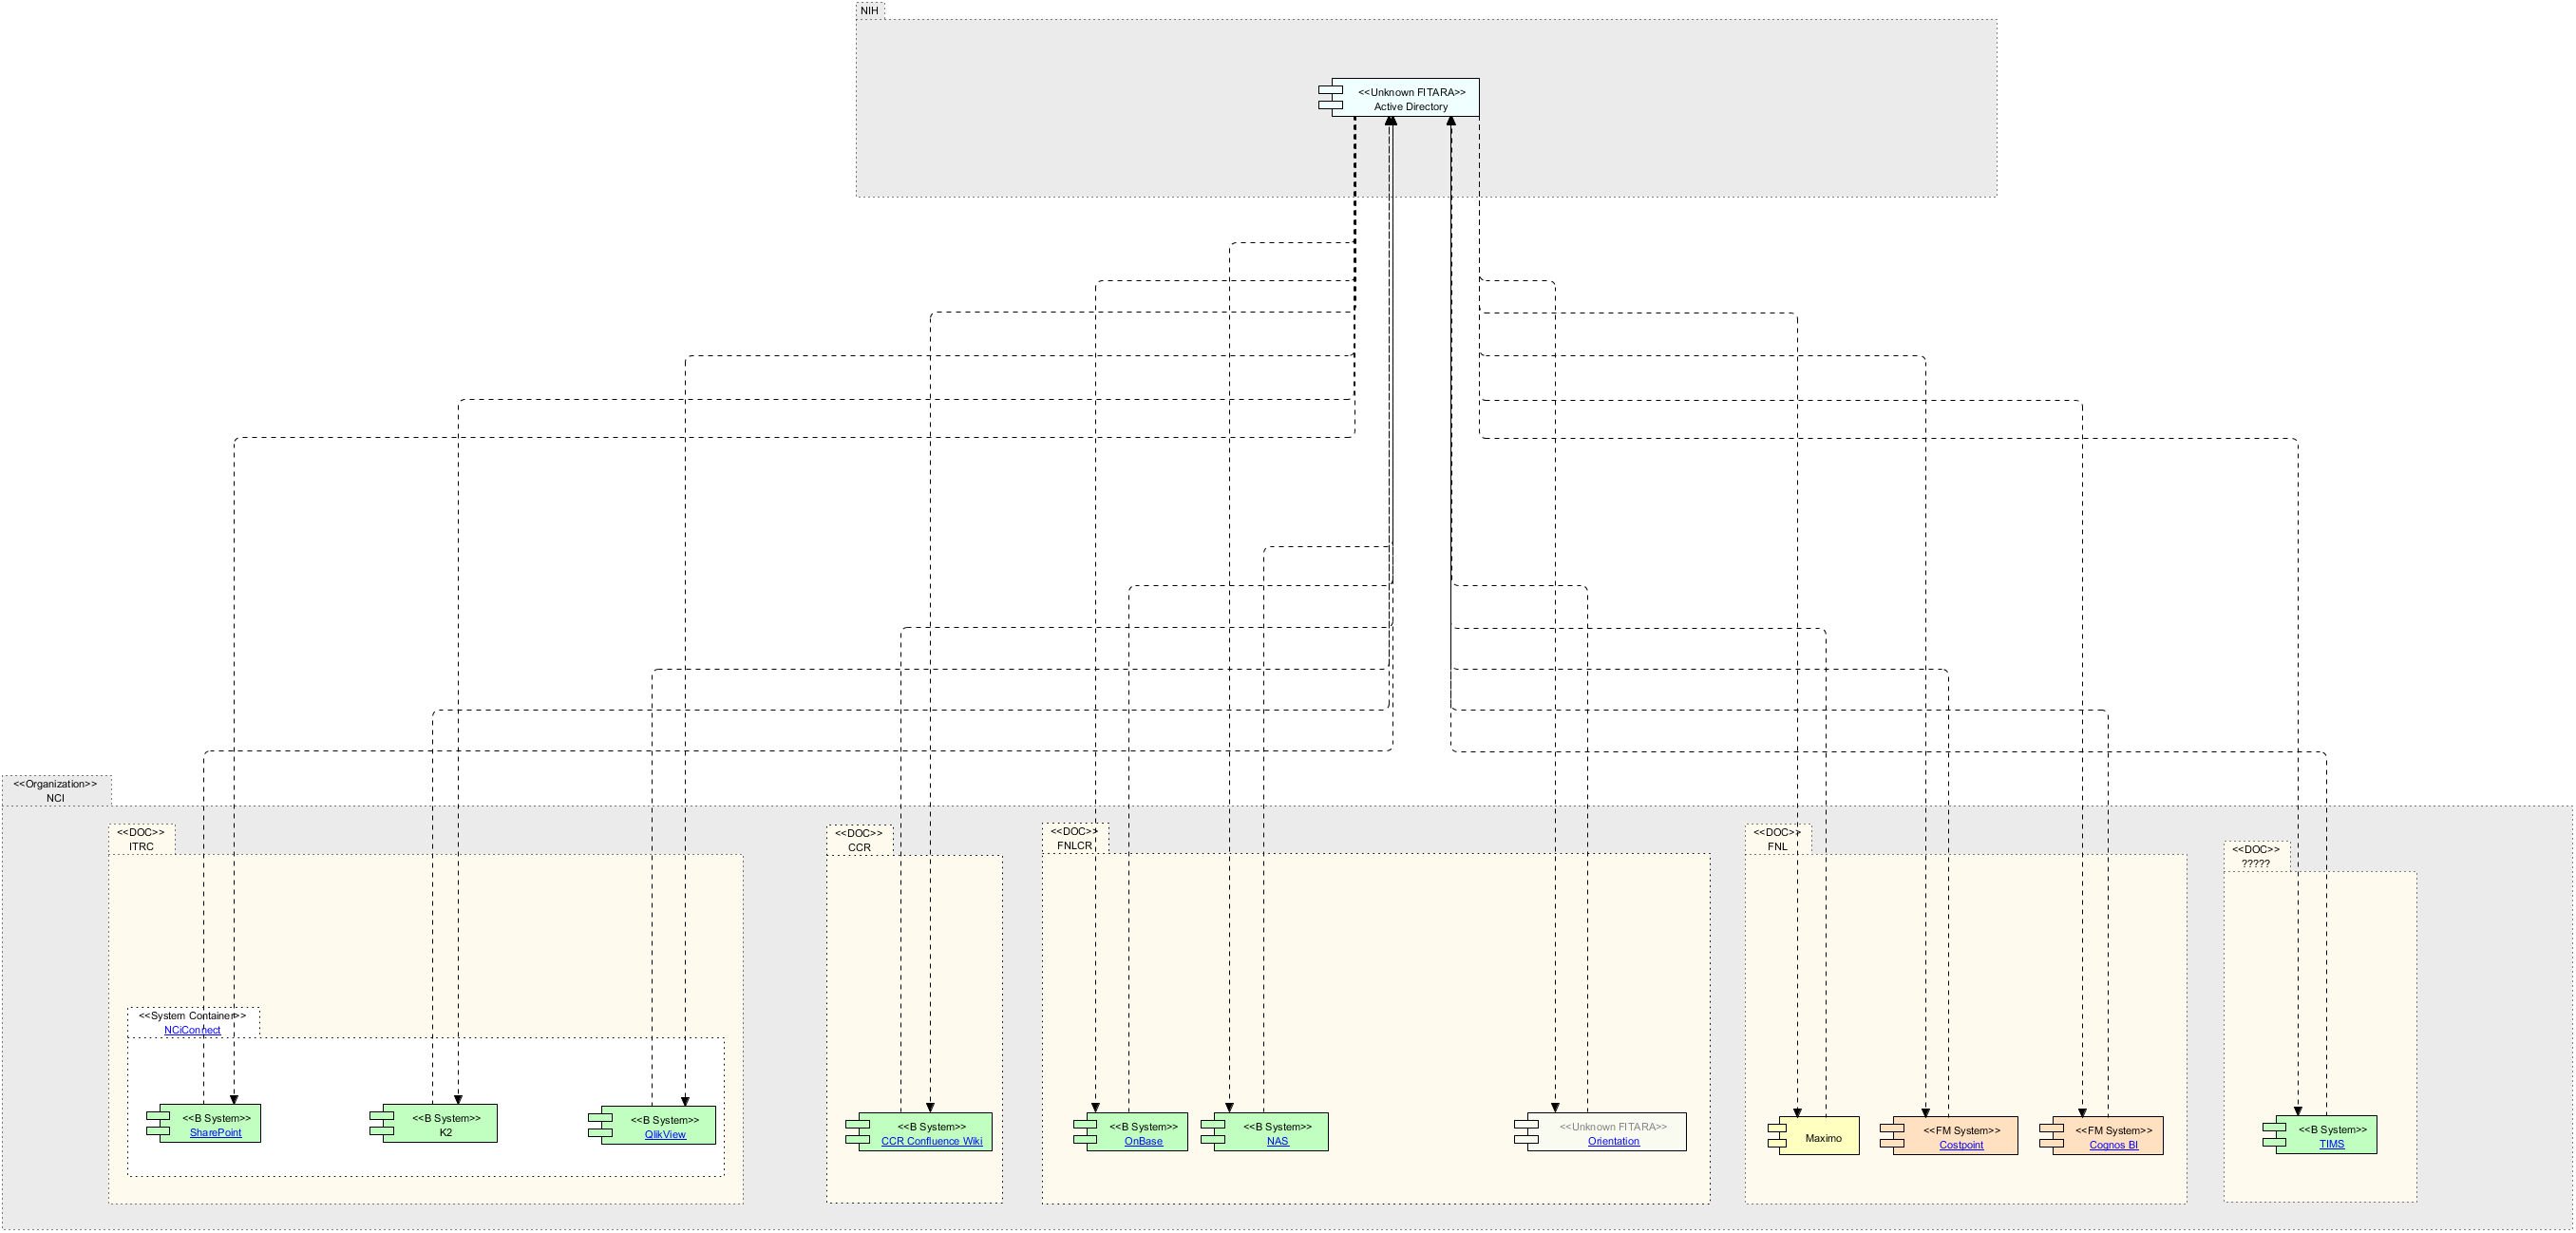 NIH
<<Unknown FITARA>>
Active Directory
<<Organization>>
NCI
<<DOC>>
ITRC
<<DOC>>
CCR
<<DOC>>
FNLCR
<<DOC>>
FNL
<<DOC>>
?????
<<System Container>>
NCiConnect
<<B System>>
SharePoint
<<B System>>
K2
<<B System>>
QlikView
<<B System>>
CCR Confluence Wiki
<<B System>>
OnBase
<<B System>>
NAS
<<Unknown FITARA>>
Orientation
Maximo
<<FM System>>
Costpoint
<<FM System>>
Cognos BI
<<B System>>
TIMS